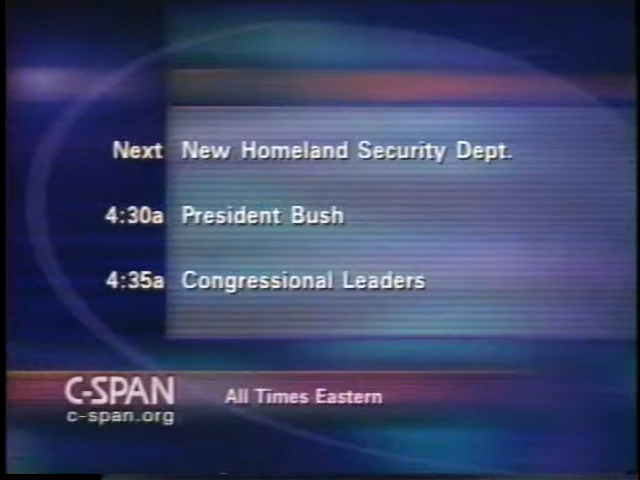 Next New Homeland Security Dept.
4:30a President Bush
4:35a Congressional Leaders
C-SPAN
c-span.org
All Times Eastern